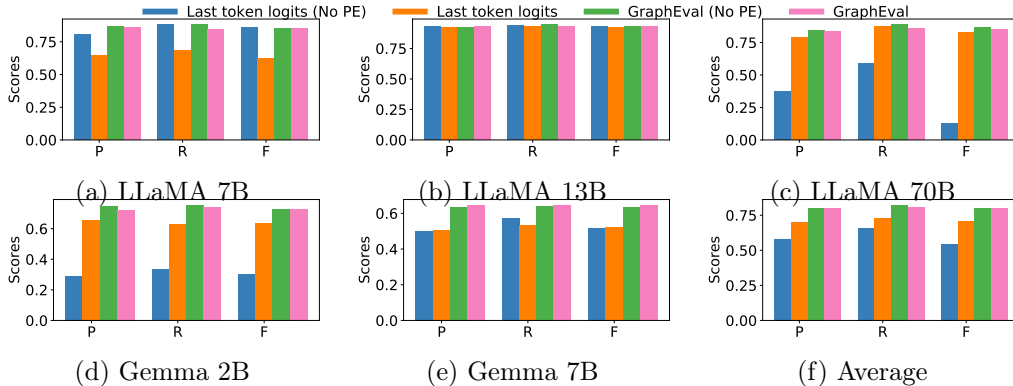 Last token logits (No PE) Last token logits GraphEval (No PE) GraphEval
Scores 0.75 0.50 0.25 0.00 P R F
Scores 0.75 0.50 0.25 0.00 P R F
Scores 0.75 0.50 0.25 0.00 P R F
(a) LLaMA 7B (b) LLaMA 13B (c) LLaMA 70B
Scores 0.6 0.4 0.2 0.0 P R F
Scores 0.6 0.4 0.2 0.0 P R F
Scores 0.75 0.50 0.25 0.00 P R F
(d) Gemma 2B (e) Gemma 7B (f) Average